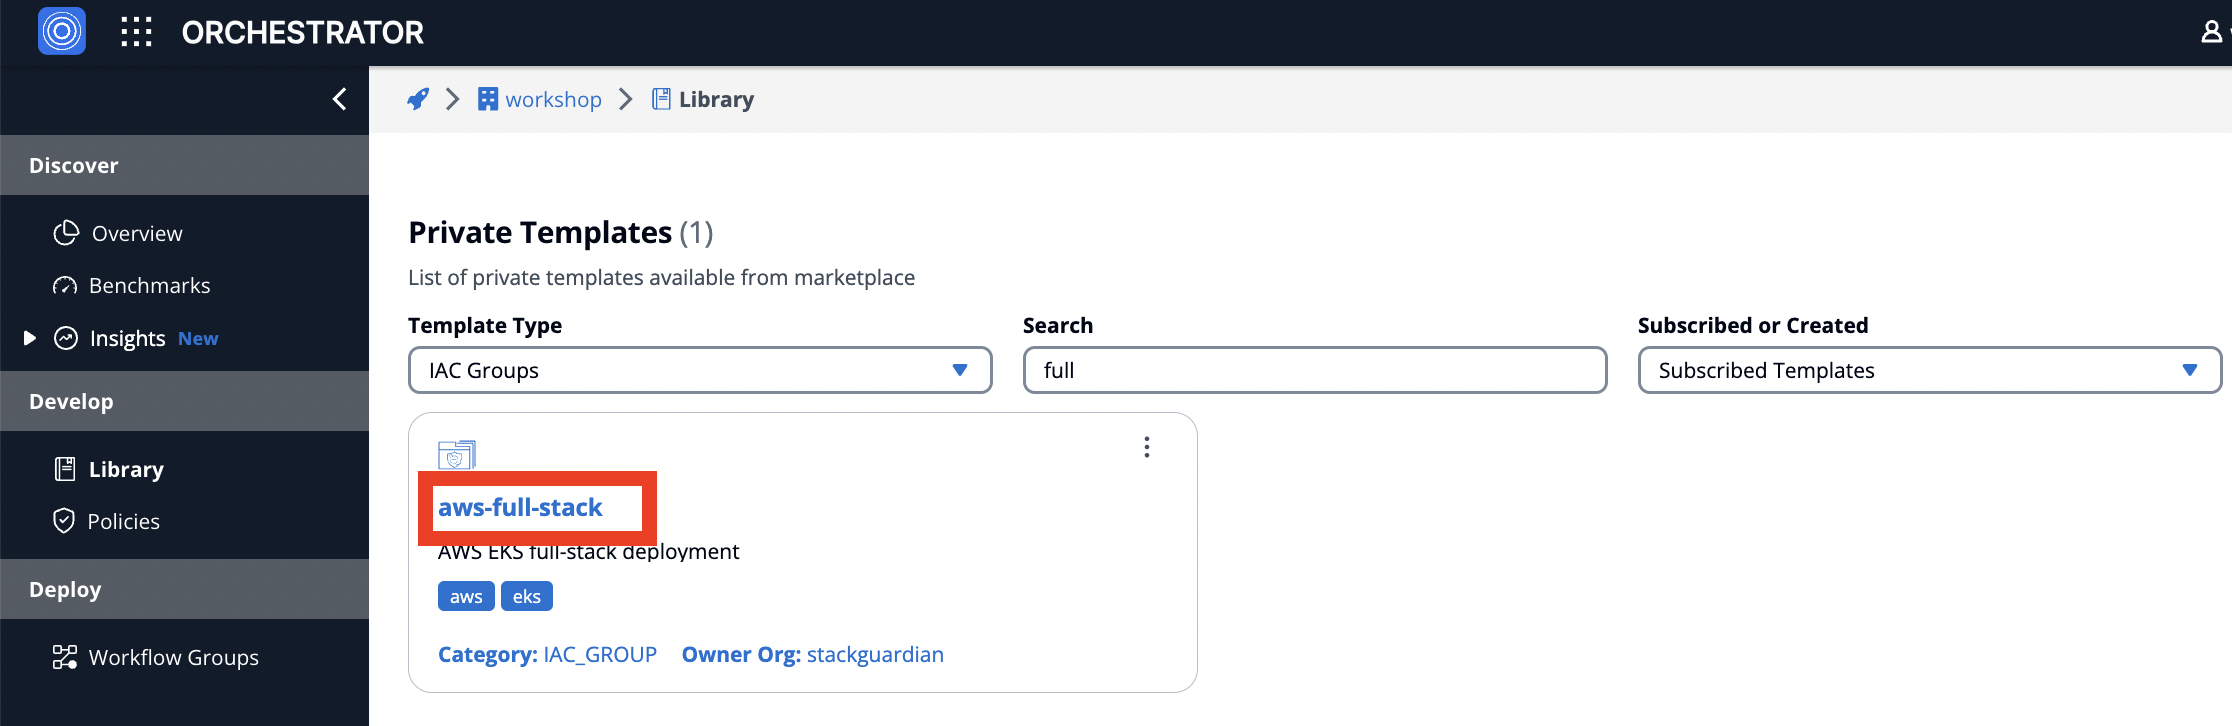 ORCHESTRATOR
workshop
Library
Discover
Overview
Benchmarks
Insights New
Develop
Library
Policies
Deploy
Workflow Groups
Private Templates (1)
List of private templates available from marketplace
Template Type
IAC Groups
Search
full
Subscribed or Created
Subscribed Templates
aws-full-stack
AWS EKS full-stack deployment
aws eks
Category: IAC_GROUP Owner Org: stackguardian